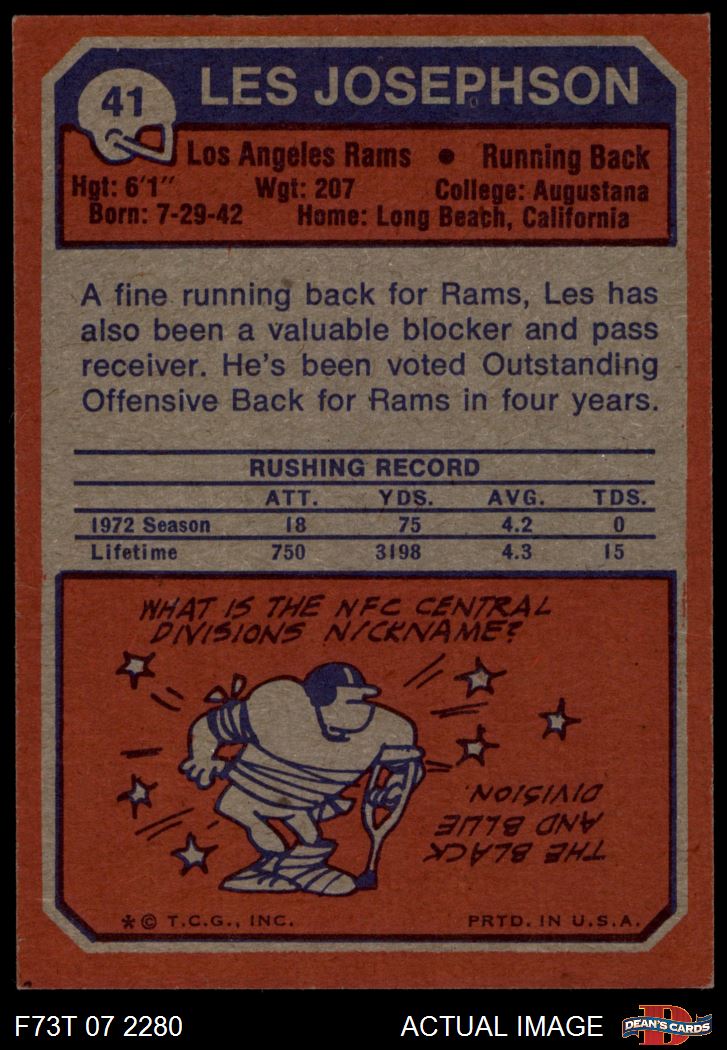 41
LES JOSEPHSON
Los Angeles Rams • Running Back
Hgt: 6'1" Wgt: 207 College: Augustana
Born: 7-29-42 Home: Long Beach, California
A fine running back for Rams, Les has
also been a valuable blocker and pass
receiver. He's been voted Outstanding
Offensive Back for Rams in four years.
RUSHING RECORD
ATT. YDS. AVG. TDS.
1972 Season 18 75 4.2 0
Lifetime 750 3198 4.3 15
WHAT IS THE NFC CENTRAL
DIVISIONS NICKNAME?
THE BLACK
AND BLUE
DIVISION.
* © T.C.G., INC. PRTD. IN U.S.A.
F73T 07 2280 ACTUAL IMAGE
D
DEAN'S CARDS